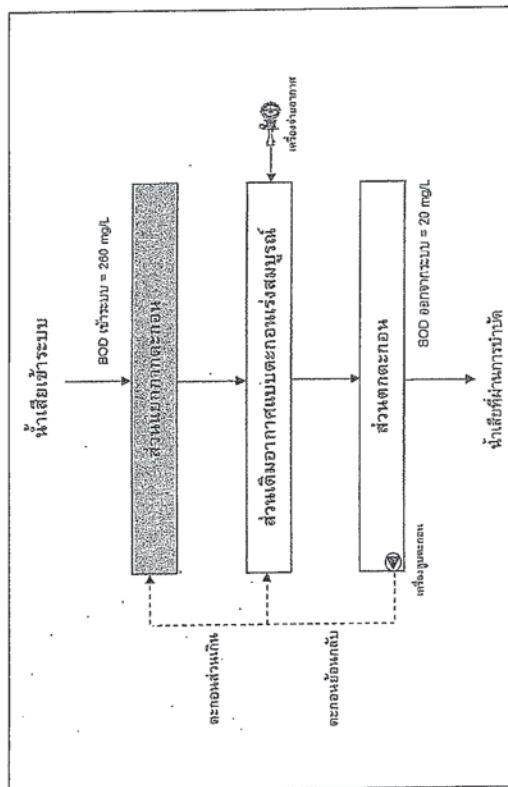 น้ำเสียเข้าระบบ
BOD เข้าระบบ = 260 mg/L
ส่วนแยกกากตะกอน
ส่วนเติมอากาศแบบตะกอนเร่งสมบูรณ์
เครื่องจ่ายอากาศ
ตะกอนส่วนเกิน
ส่วนตกตะกอน
เครื่องสูบตะกอน
ตะกอนย้อนกลับ
BOD ออกจากระบบ = 20 mg/L
น้ำเสียที่ผ่านการบำบัด